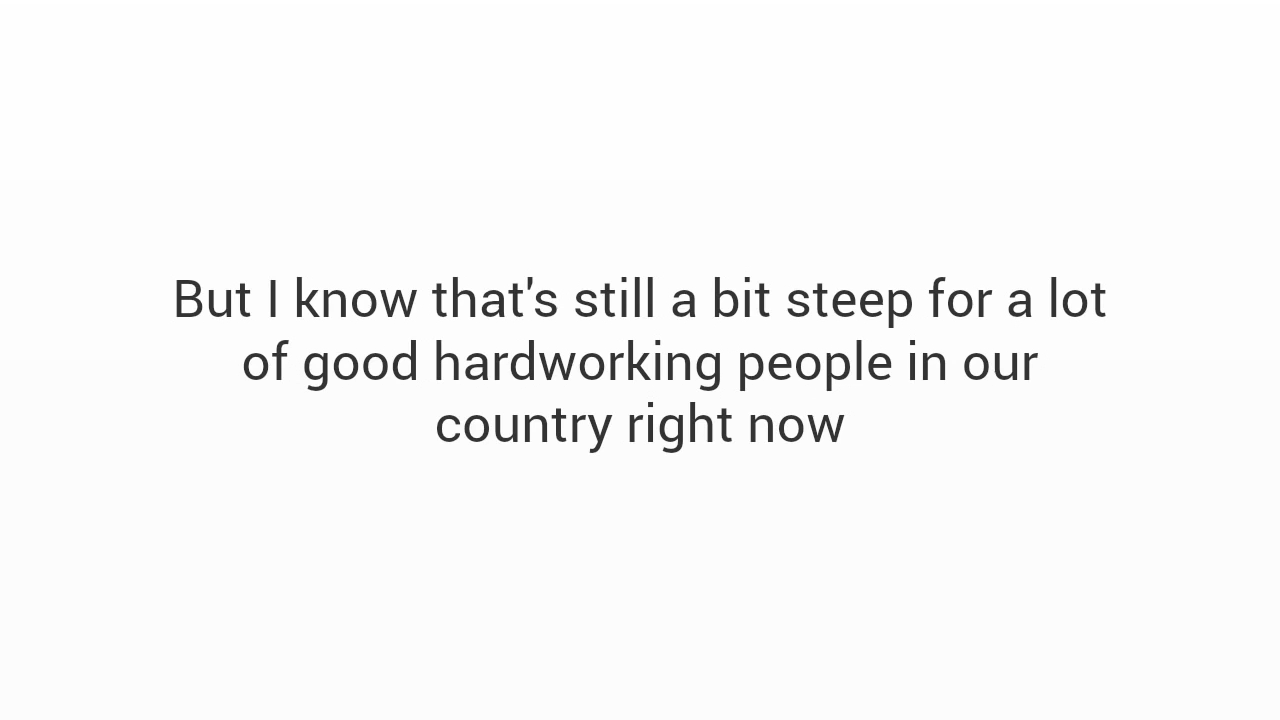 But I know that's still a bit steep for a lot
of good hardworking people in our
country right now